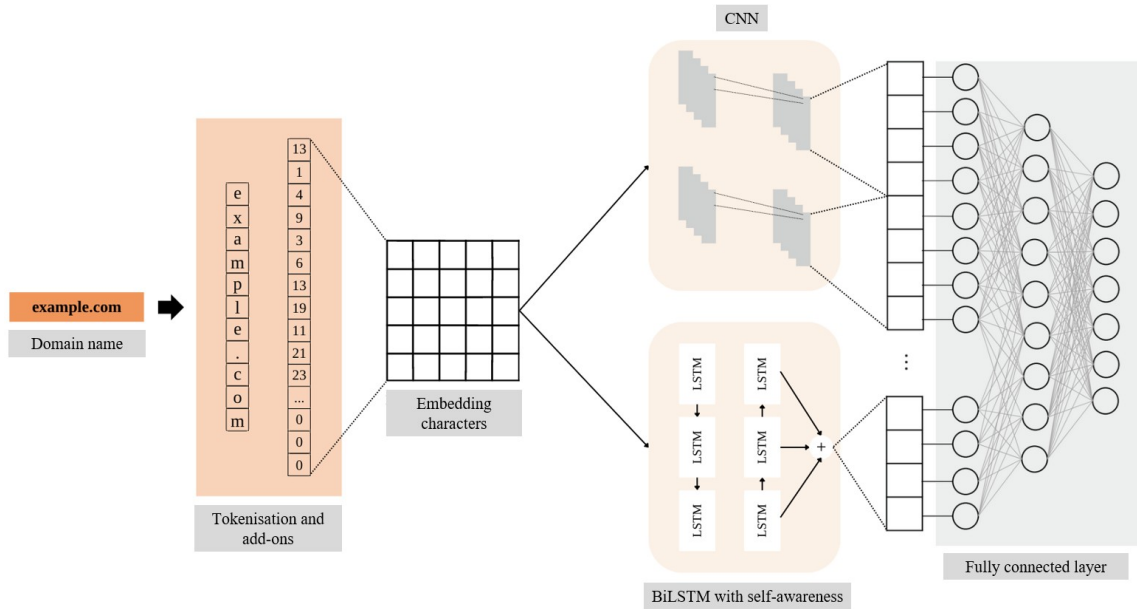 example.com
Domain name
e
x
a
m
p
l
e
.
c
o
m
13
1
4
9
3
6
13
19
11
21
23
...
0
0
0
Tokenisation and
add-ons
Embedding
characters
CNN
LSTM
LSTM
LSTM
LSTM
LSTM
LSTM
+
BiLSTM with self-awareness
...
Fully connected layer